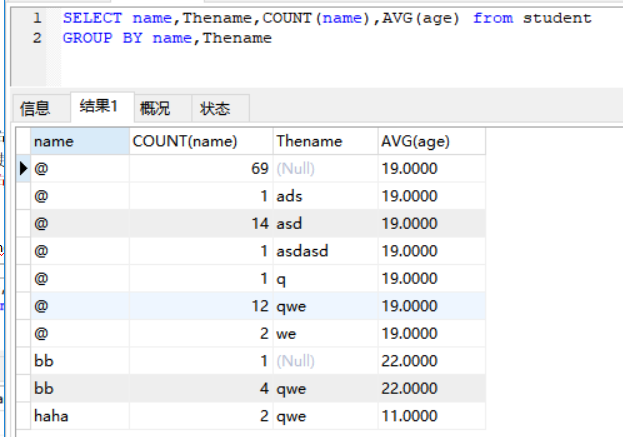 1 SELECT name,Thename,COUNT(name),AVG(age) from student
2 GROUP BY name,Thename
信息 结果1 概况 状态
name COUNT(name) Thename AVG(age)
@ 69 (Null) 19.0000
@ 1 ads 19.0000
@ 14 asd 19.0000
@ 1 asdasd 19.0000
@ 1 q 19.0000
@ 12 qwe 19.0000
@ 2 we 19.0000
bb 1 (Null) 22.0000
bb 4 qwe 22.0000
haha 2 qwe 11.0000